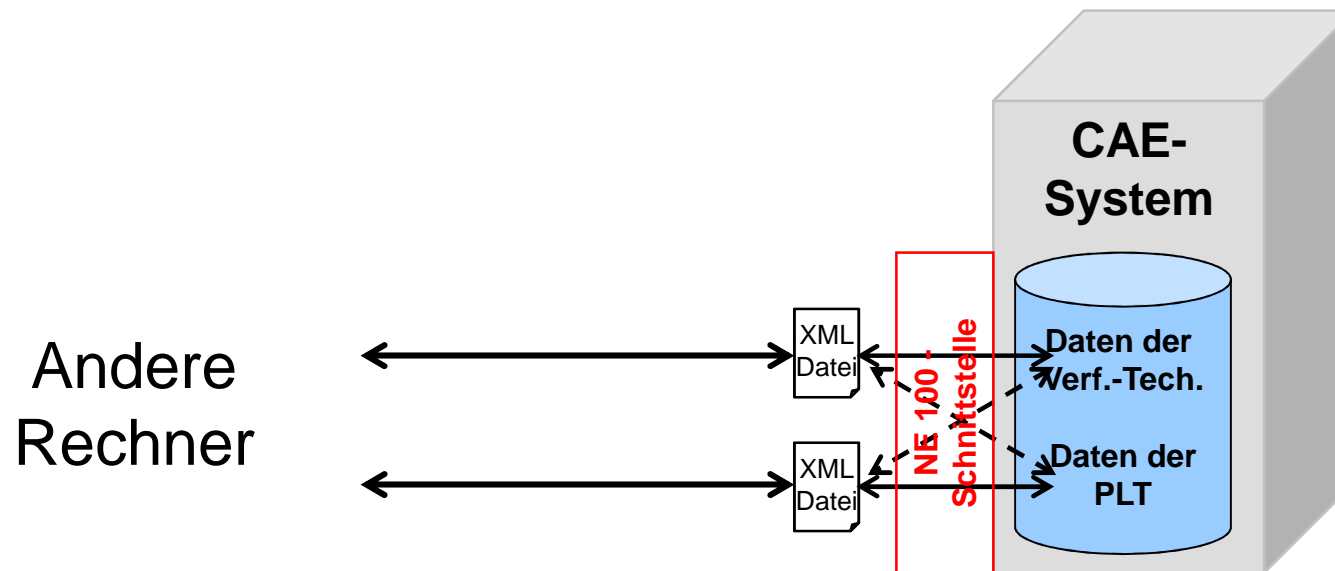 CAE-
System
Andere
Rechner
XML
Datei
XML
Datei
NE 100 -
Schnittstelle
Daten der
Verf.-Tech.
Daten der
PLT